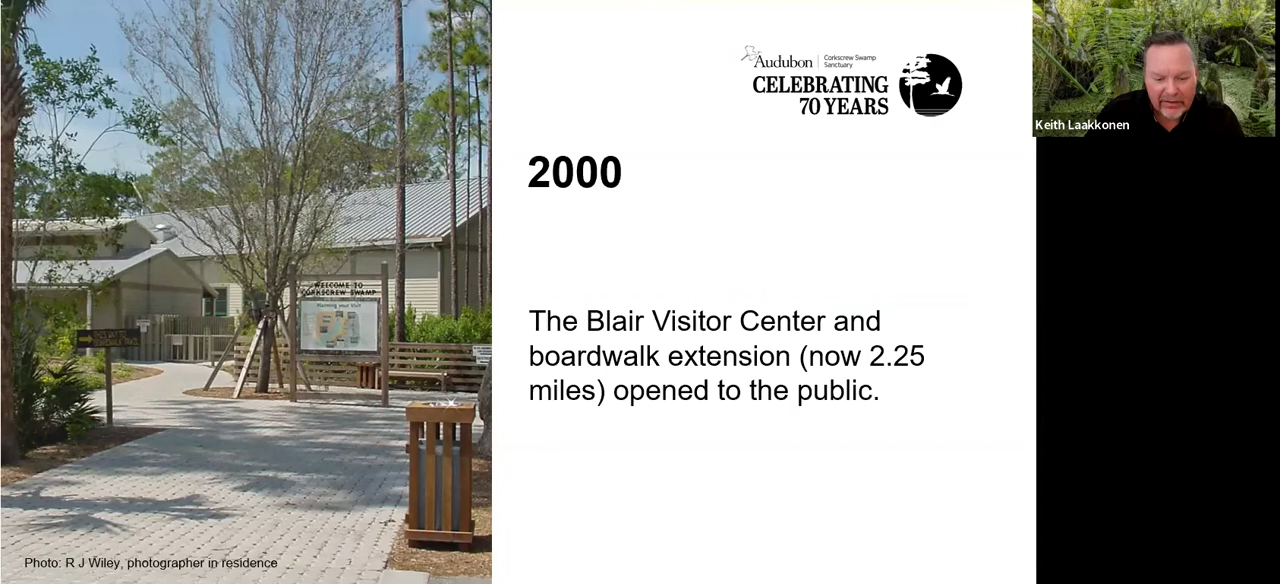 Audubon | Corkscrew Swamp
Sanctuary
CELEBRATING
70 YEARS
Keith Laakkonen
2000
WELCOME TO
CORKSCREW SWAMP
Planning your Visit
The Blair Visitor Center and
boardwalk extension (now 2.25
miles) opened to the public.
Photo: R J Wiley, photographer in residence